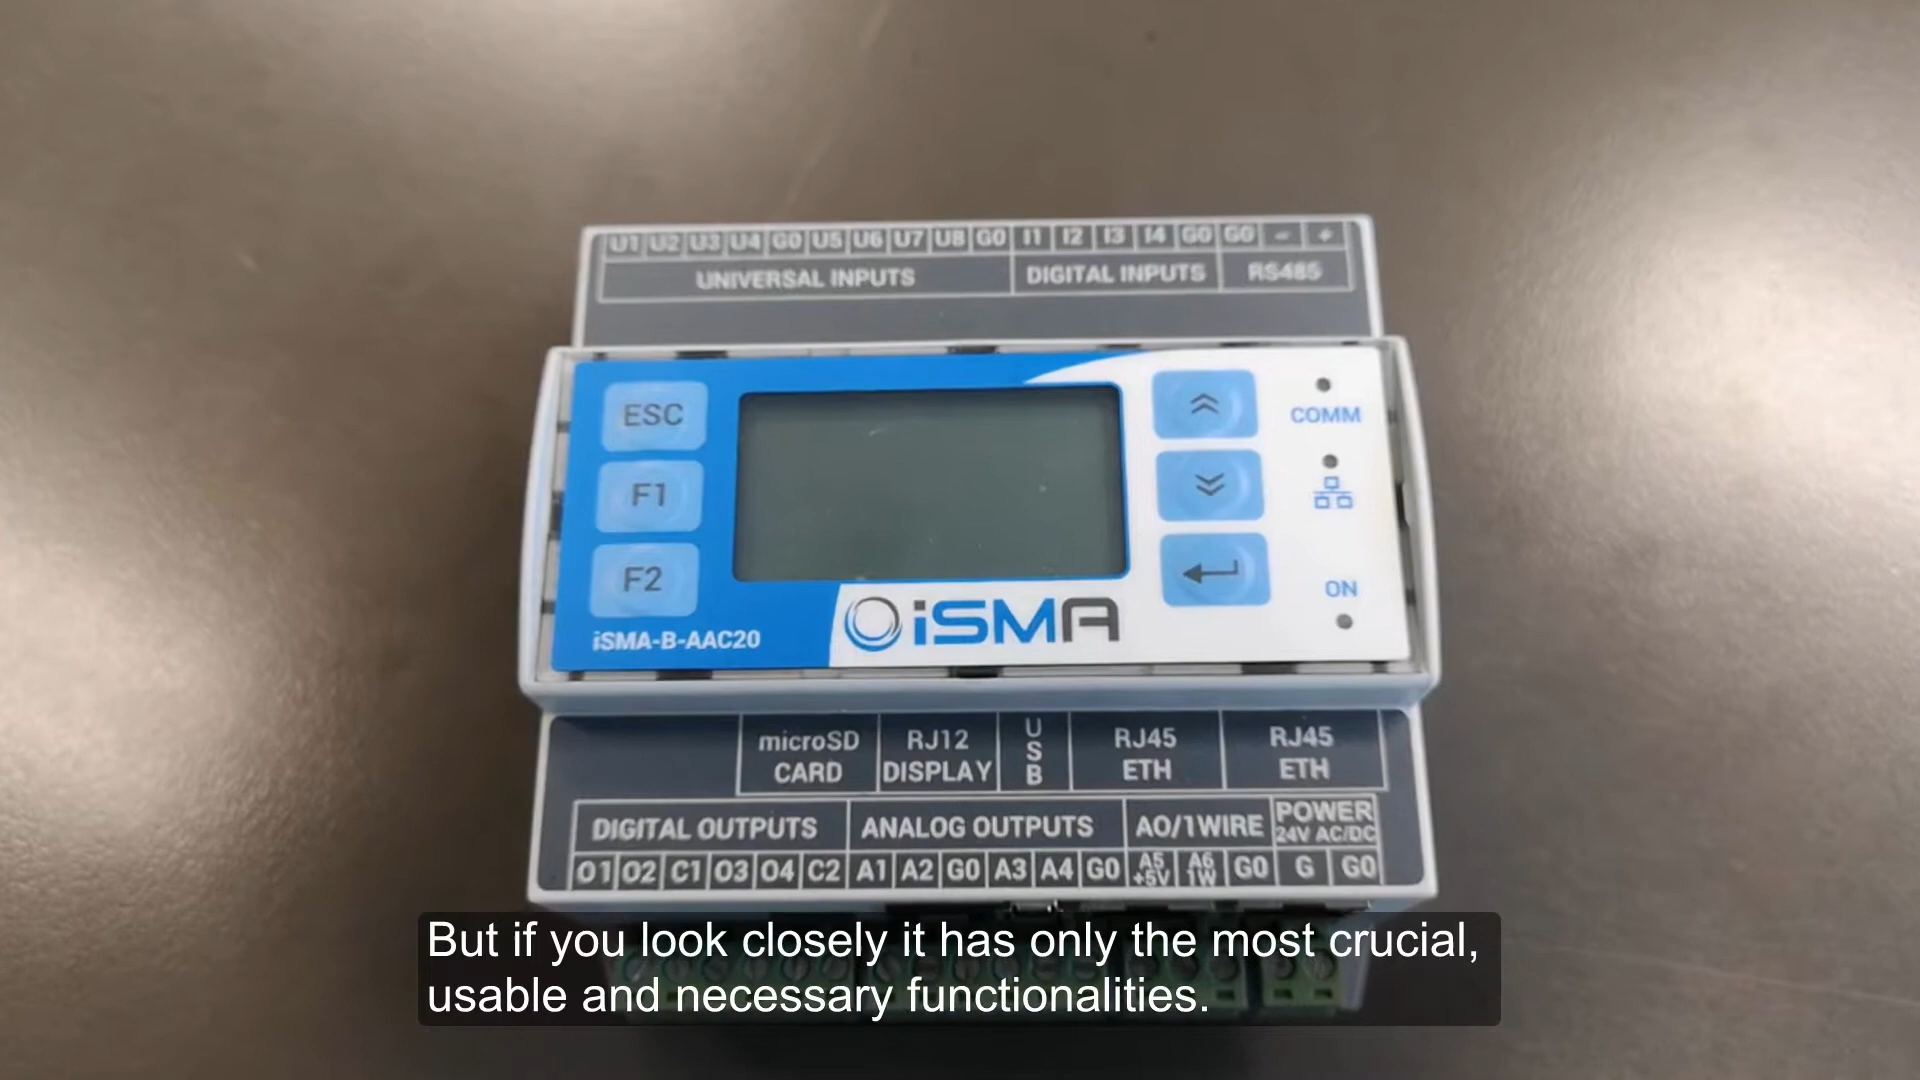 U1 U2 U3 U4 G0 U5 U6 U7 U8 G0 I1 I2 I3 I4 G0 G0 - +
UNIVERSAL INPUTS DIGITAL INPUTS RS485
ESC
F1
F2
COMM
ON
iSMA-B-AAC20
iSMA
microSD CARD
RJ12 DISPLAY
USB
RJ45 ETH
RJ45 ETH
DIGITAL OUTPUTS ANALOG OUTPUTS AO/1WIRE POWER 24V AC/DC
O1 O2 C1 O3 O4 C2 A1 A2 G0 A3 A4 G0 A5 +5V A6 1W G0 G G0
But if you look closely it has only the most crucial,
usable and necessary functionalities.